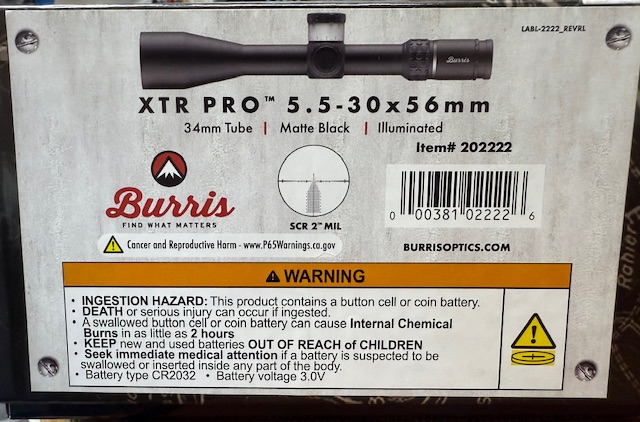 LABL-2222_REVRL
Burris
XTR PRO™ 5.5-30x56mm
34mm Tube | Matte Black | Illuminated
Item# 202222
Burris
FIND WHAT MATTERS
SCR 2™ MIL
0 00381 02222 6
Cancer and Reproductive Harm - www.P65Warnings.ca.gov
BURRISOPTICS.COM
WARNING
• INGESTION HAZARD: This product contains a button cell or coin battery.
• DEATH or serious injury can occur if ingested.
• A swallowed button cell or coin battery can cause Internal Chemical
Burns in as little as 2 hours
• KEEP new and used batteries OUT OF REACH of CHILDREN
• Seek immediate medical attention if a battery is suspected to be
swallowed or inserted inside any part of the body.
• Battery type CR2032 • Battery voltage 3.0V